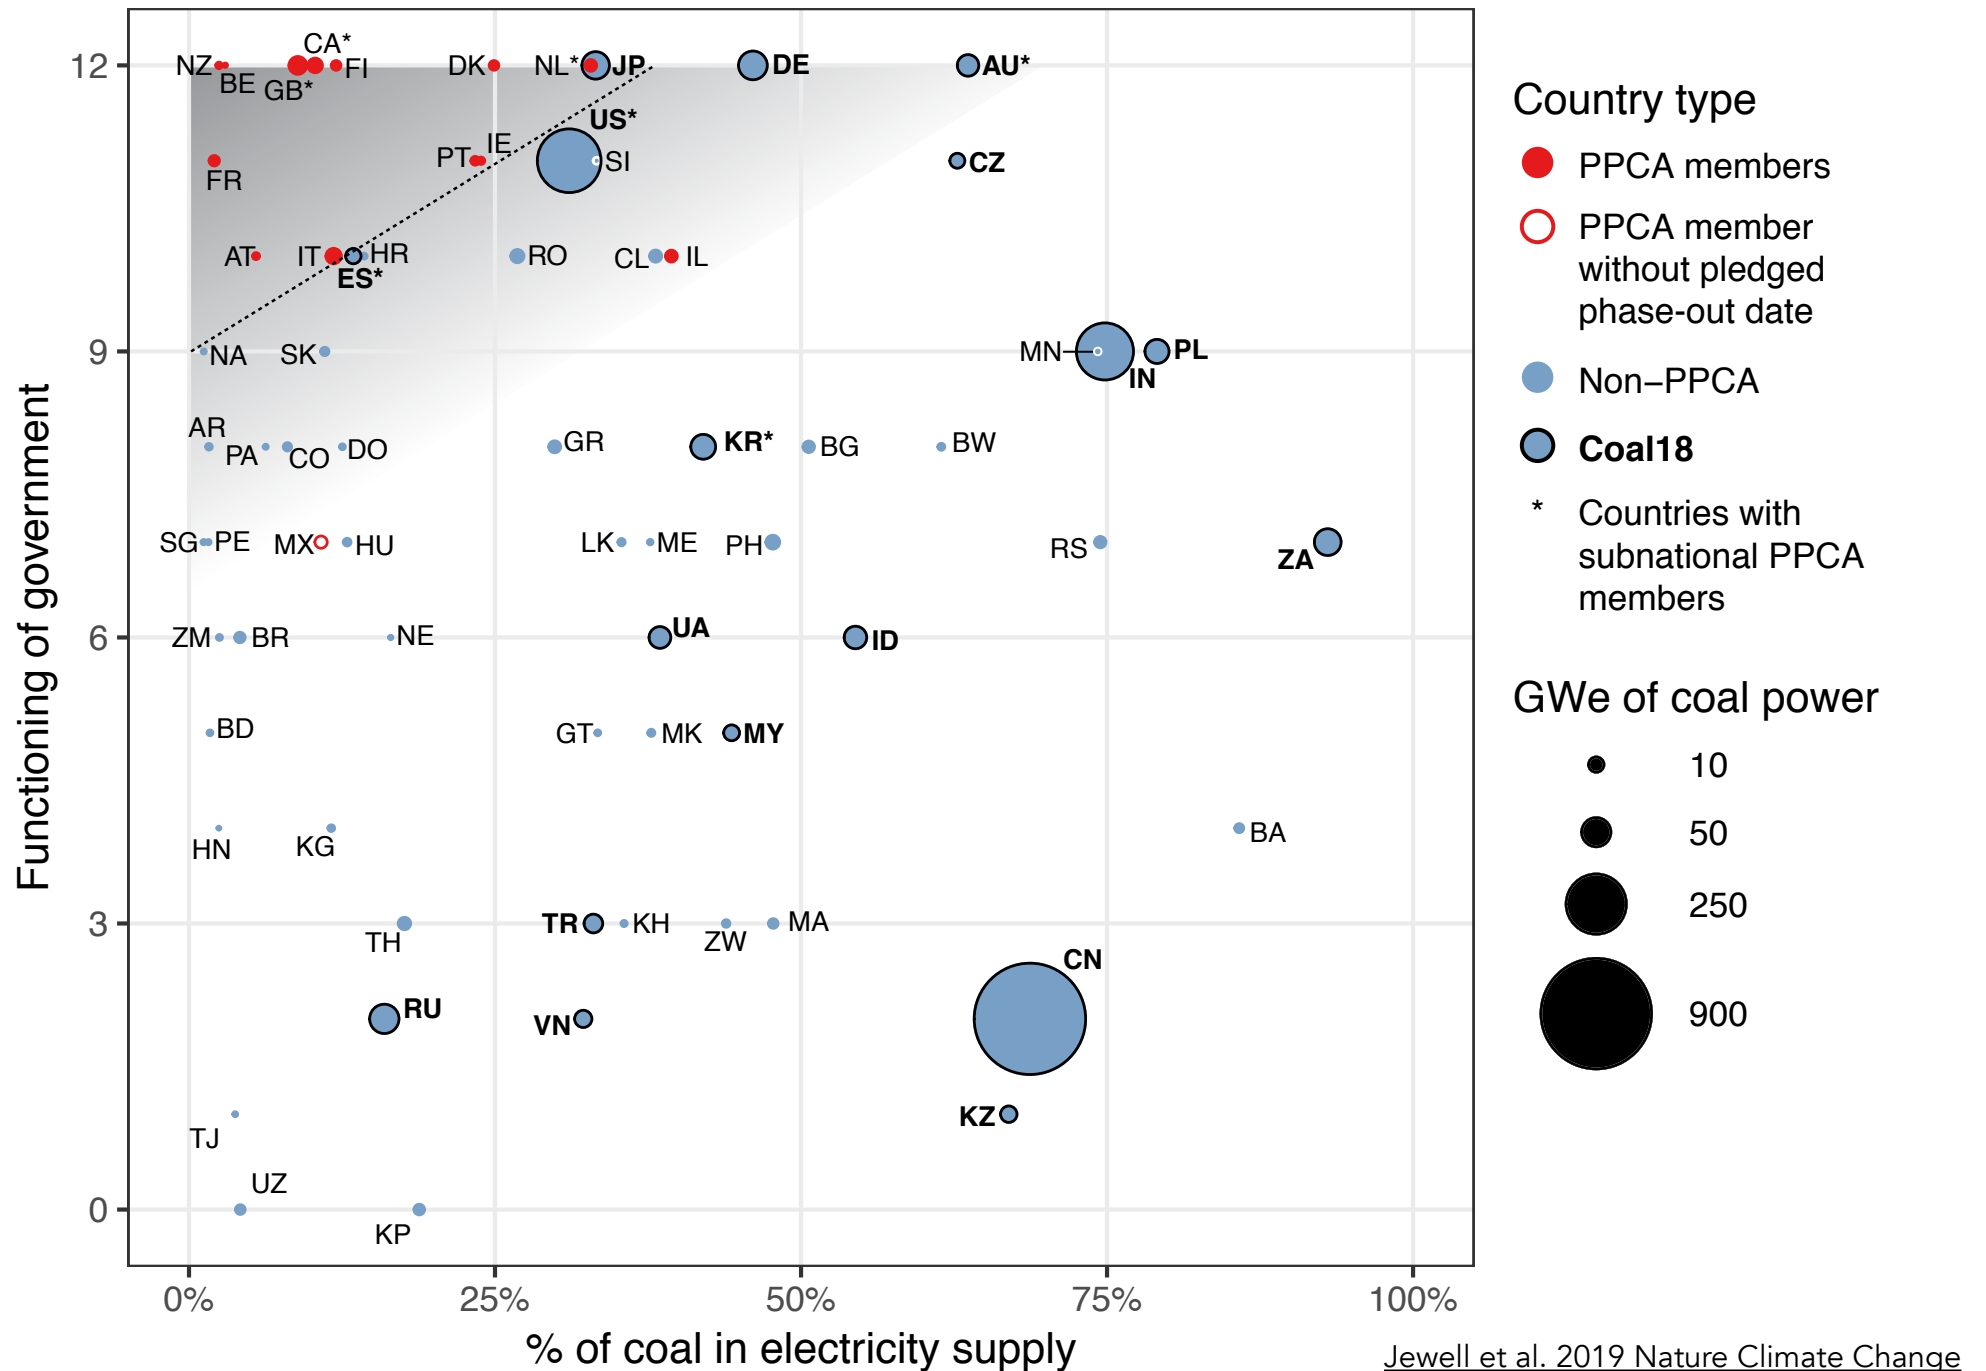 CA*
NZ
BE
GB*
FI
DK
NL*
JP
DE
AU*
12
US*
FR
PT
IE
SI
CZ
AT
IT
ES*
HR
RO
CL
IL
9
NA
SK
MN
IN
PL
AR
PA
CO
DO
GR
KR*
BG
BW
SG
PE
MX
HU
LK
ME
PH
RS
ZA
6
ZM
BR
NE
UA
ID
BD
GT
MK
MY
HN
KG
BA
3
TH
TR
KH
ZW
MA
RU
VN
CN
KZ
TJ
UZ
0
KP
0%
25%
50%
75%
100%
% of coal in electricity supply
Functioning of government
Country type
PPCA members
PPCA member
without pledged
phase-out date
Non−PPCA
Coal18
* Countries with
subnational PPCA
members
GWe of coal power
10
50
250
900
Jewell et al. 2019 Nature Climate Change